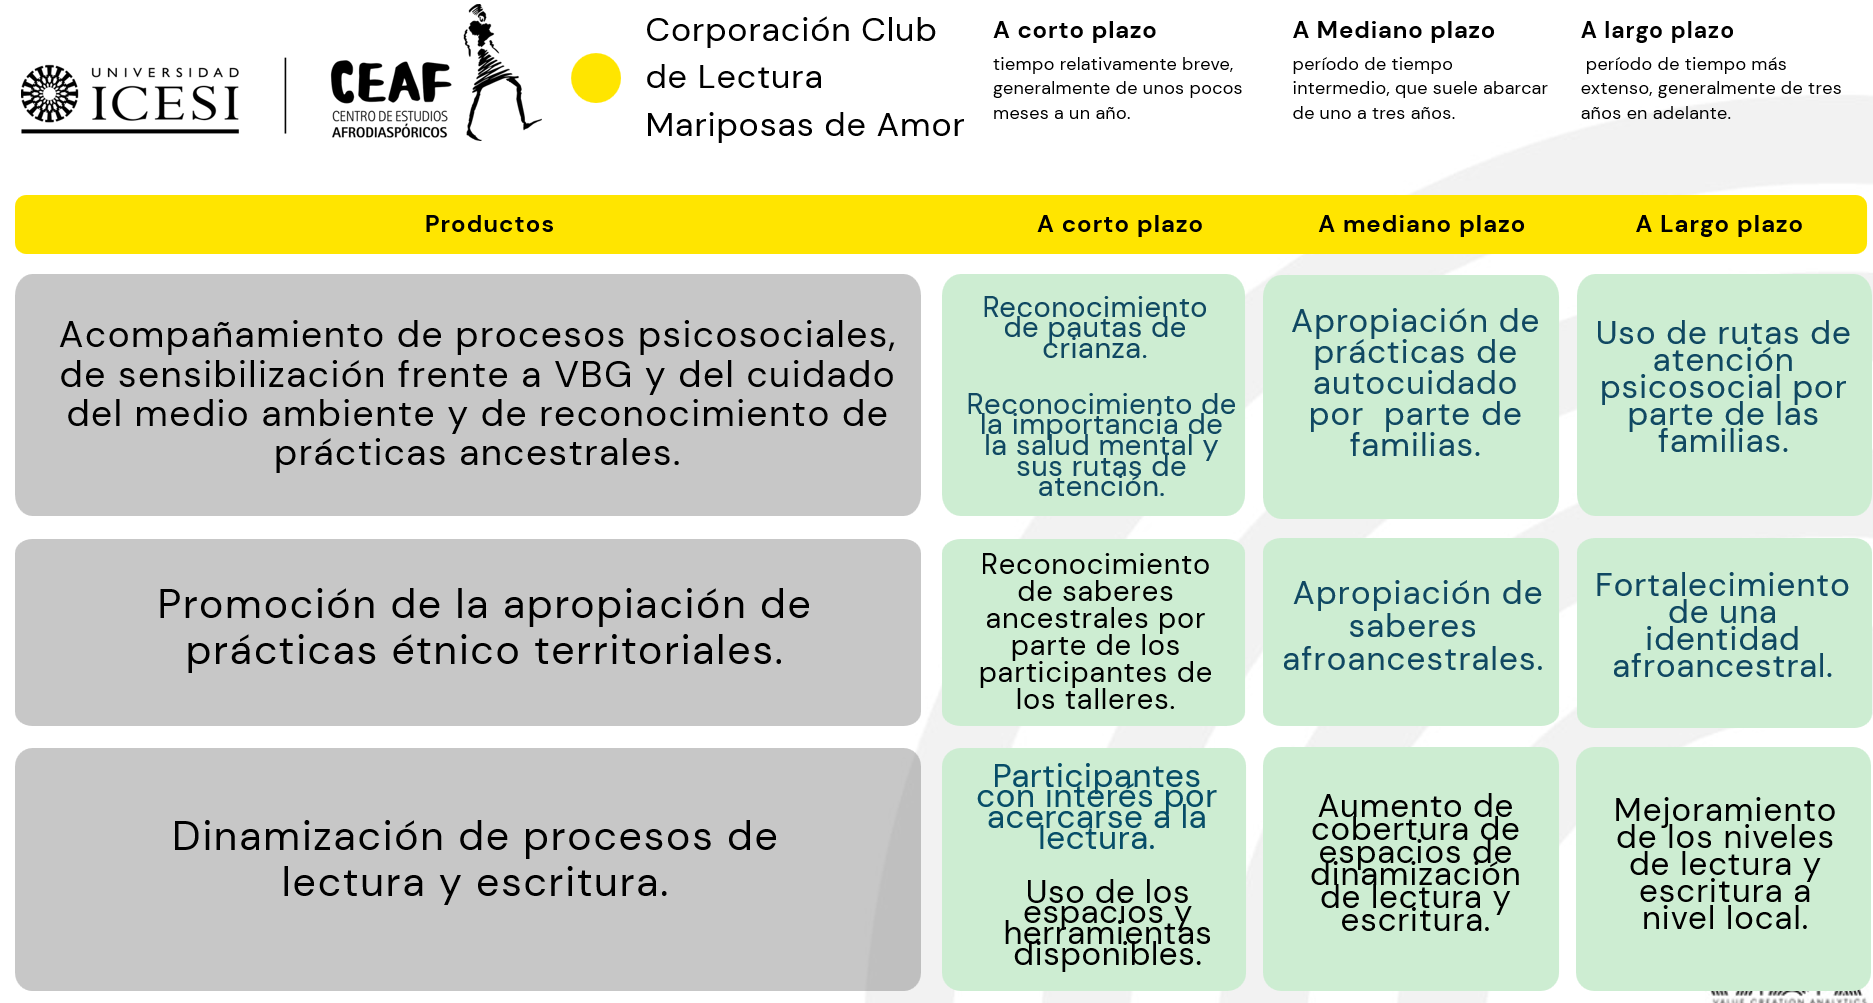 UNIVERSIDAD
ICESI
CEAF
CENTRO DE ESTUDIOS
AFRODIASPÓRICOS
Corporación Club
de Lectura
Mariposas de Amor
A corto plazo
tiempo relativamente breve,
generalmente de unos pocos
meses a un año.
A Mediano plazo
período de tiempo
intermedio, que suele abarcar
de uno a tres años.
A largo plazo
período de tiempo más
extenso, generalmente de tres
años en adelante.
Productos
A corto plazo
A mediano plazo
A Largo plazo
Acompañamiento de procesos psicosociales,
de sensibilización frente a VBG y del cuidado
del medio ambiente y de reconocimiento de
prácticas ancestrales.
Reconocimiento
de pautas de
crianza.
Reconocimiento de
la importancia de
la salud mental y
sus rutas de
atención.
Apropiación de
prácticas de
autocuidado
por parte de
familias.
Uso de rutas de
atención
psicosocial por
parte de las
familias.
Promoción de la apropiación de
prácticas étnico territoriales.
Reconocimiento
de saberes
ancestrales por
parte de los
participantes de
los talleres.
Apropiación de
saberes
afroancestrales.
Fortalecimiento
de una
identidad
afroancestral.
Dinamización de procesos de
lectura y escritura.
Participantes
con interés por
acercarse a la
lectura.
Uso de los
espacios y
herramientas
disponibles.
Aumento de
cobertura de
espacios de
dinamización
de lectura y
escritura.
Mejoramiento
de los niveles
de lectura y
escritura a
nivel local.
VALUE CREATION ANALYTICS